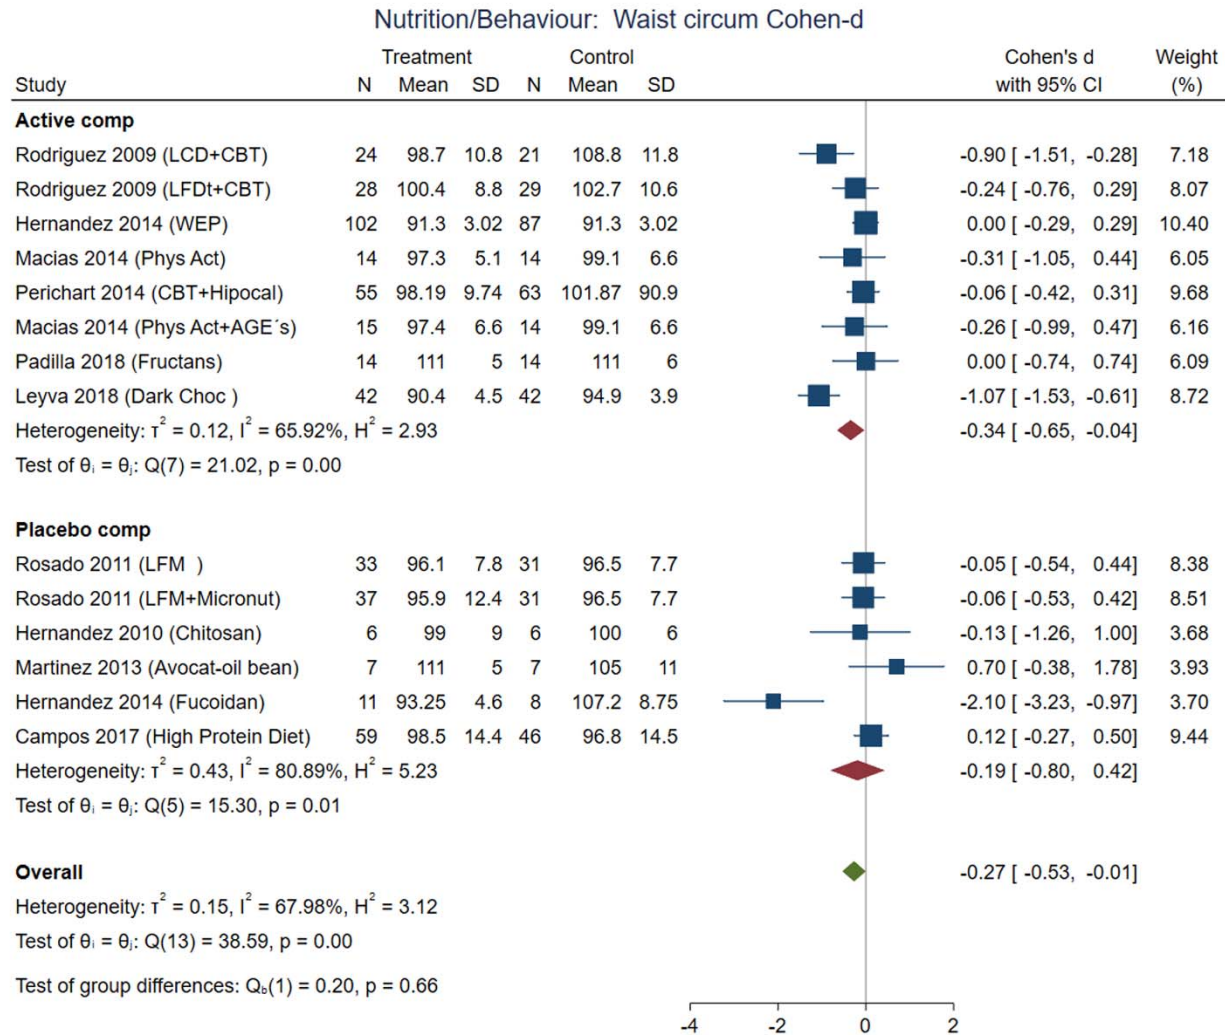 Nutrition/Behaviour: Waist circum Cohen-d
Treatment Control Cohen's d Weight
Study N Mean SD N Mean SD with 95% CI (%)
Active comp
Rodriguez 2009 (LCD+CBT) 24 98.7 10.8 21 108.8 11.8 -0.90 [ -1.51, -0.28] 7.18
Rodriguez 2009 (LFDt+CBT) 28 100.4 8.8 29 102.7 10.6 -0.24 [ -0.76, 0.29] 8.07
Hernandez 2014 (WEP) 102 91.3 3.02 87 91.3 3.02 0.00 [ -0.29, 0.29] 10.40
Macias 2014 (Phys Act) 14 97.3 5.1 14 99.1 6.6 -0.31 [ -1.05, 0.44] 6.05
Perichart 2014 (CBT+Hipocal) 55 98.19 9.74 63 101.87 90.9 -0.06 [ -0.42, 0.31] 9.68
Macias 2014 (Phys Act+AGE´s) 15 97.4 6.6 14 99.1 6.6 -0.26 [ -0.99, 0.47] 6.16
Padilla 2018 (Fructans) 14 111 5 14 111 6 0.00 [ -0.74, 0.74] 6.09
Leyva 2018 (Dark Choc ) 42 90.4 4.5 42 94.9 3.9 -1.07 [ -1.53, -0.61] 8.72
Heterogeneity: τ² = 0.12, I² = 65.92%, H² = 2.93 -0.34 [ -0.65, -0.04]
Test of θᵢ = θⱼ: Q(7) = 21.02, p = 0.00
Placebo comp
Rosado 2011 (LFM ) 33 96.1 7.8 31 96.5 7.7 -0.05 [ -0.54, 0.44] 8.38
Rosado 2011 (LFM+Micronut) 37 95.9 12.4 31 96.5 7.7 -0.06 [ -0.53, 0.42] 8.51
Hernandez 2010 (Chitosan) 6 99 9 6 100 6 -0.13 [ -1.26, 1.00] 3.68
Martinez 2013 (Avocat-oil bean) 7 111 5 7 105 11 0.70 [ -0.38, 1.78] 3.93
Hernandez 2014 (Fucoidan) 11 93.25 4.6 8 107.2 8.75 -2.10 [ -3.23, -0.97] 3.70
Campos 2017 (High Protein Diet) 59 98.5 14.4 46 96.8 14.5 0.12 [ -0.27, 0.50] 9.44
Heterogeneity: τ² = 0.43, I² = 80.89%, H² = 5.23 -0.19 [ -0.80, 0.42]
Test of θᵢ = θⱼ: Q(5) = 15.30, p = 0.01
Overall -0.27 [ -0.53, -0.01]
Heterogeneity: τ² = 0.15, I² = 67.98%, H² = 3.12
Test of θᵢ = θⱼ: Q(13) = 38.59, p = 0.00
Test of group differences: Q_b(1) = 0.20, p = 0.66
-4 -2 0 2